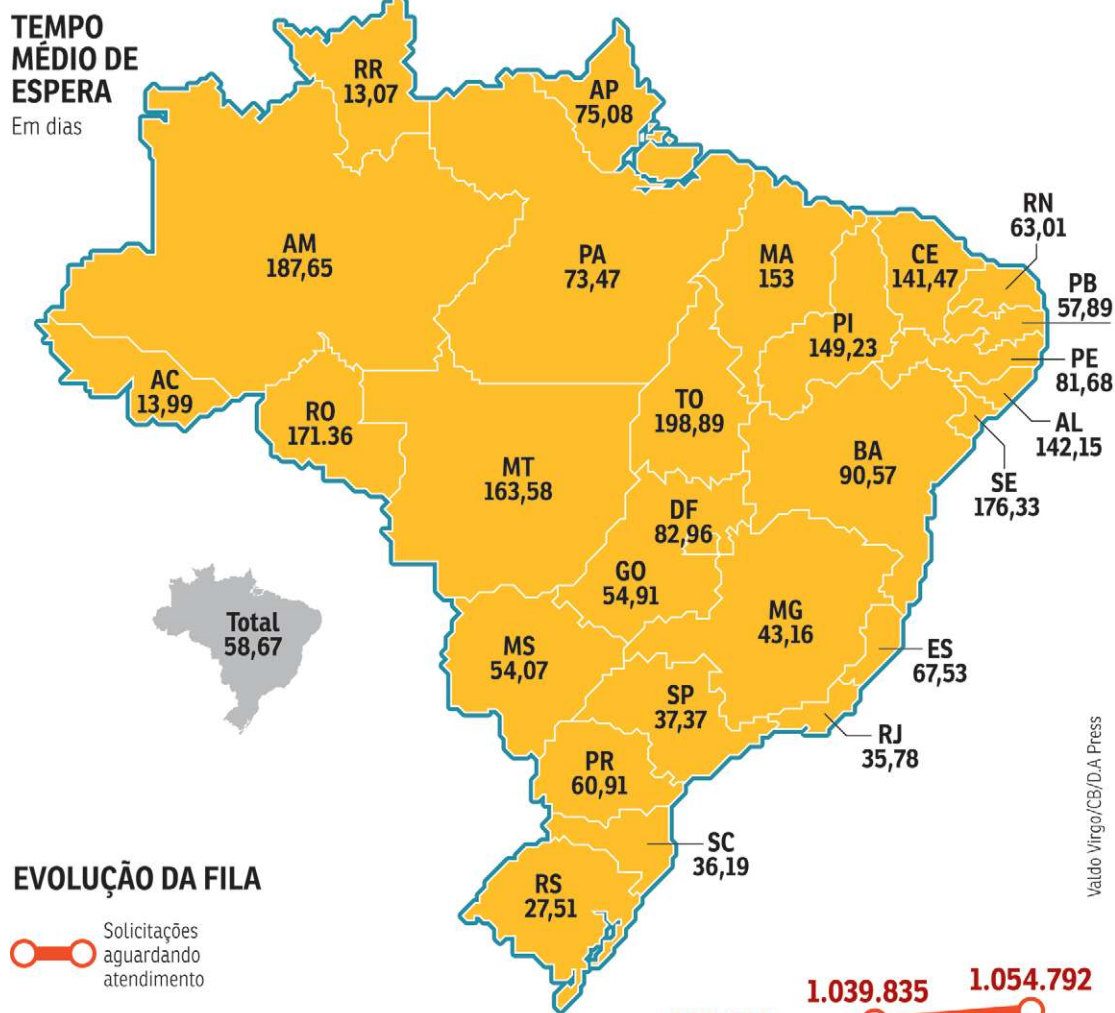 TEMPO
MÉDIO DE
ESPERA
Em dias
RR
13,07
AP
75,08
AM
187,65
PA
73,47
MA
153
CE
141,47
RN
63,01
PB
57,89
PI
149,23
PE
81,68
AC
13,99
RO
171.36
TO
198,89
AL
142,15
MT
163,58
BA
90,57
SE
176,33
DF
82,96
GO
54,91
Total
58,67
MS
54,07
MG
43,16
ES
67,53
SP
37,37
RJ
35,78
PR
60,91
SC
36,19
RS
27,51
Valdo Virgo/CB/D.A Press
EVOLUÇÃO DA FILA
Solicitações
aguardando
atendimento
1.039.835
1.054.792